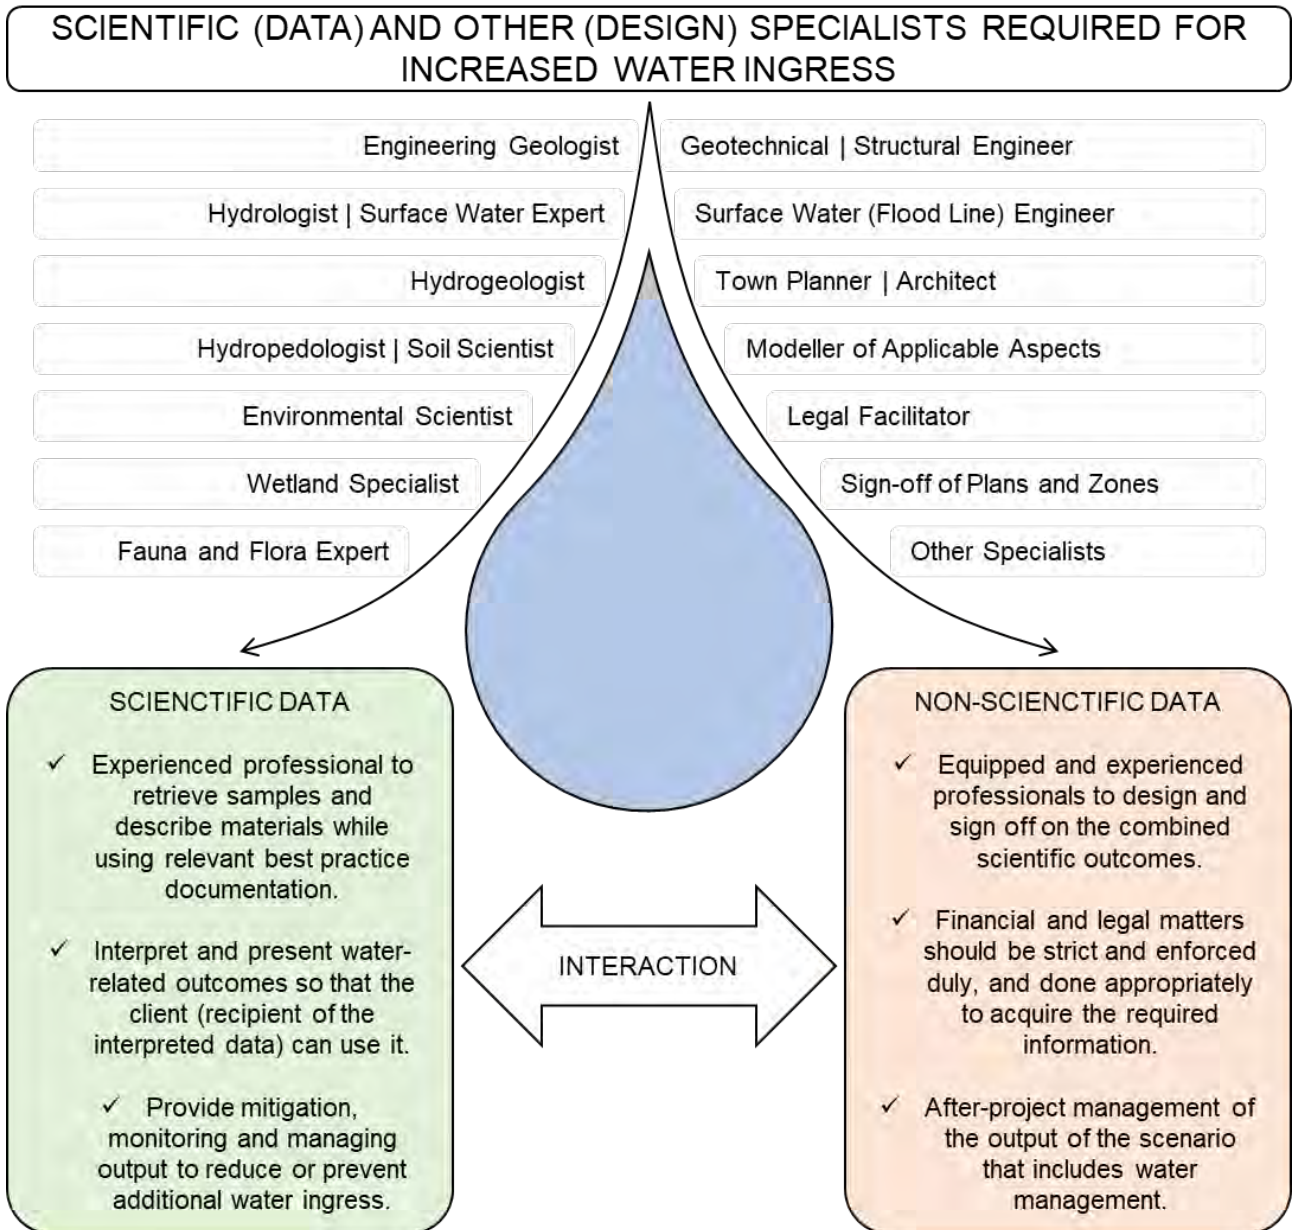 SCIENTIFIC (DATA) AND OTHER (DESIGN) SPECIALISTS REQUIRED FOR
INCREASED WATER INGRESS
Engineering Geologist
Hydrologist | Surface Water Expert
Hydrogeologist
Hydropedologist | Soil Scientist
Environmental Scientist
Wetland Specialist
Fauna and Flora Expert
Geotechnical | Structural Engineer
Surface Water (Flood Line) Engineer
Town Planner | Architect
Modeller of Applicable Aspects
Legal Facilitator
Sign-off of Plans and Zones
Other Specialists
SCIENCTIFIC DATA
✓ Experienced professional to
retrieve samples and
describe materials while
using relevant best practice
documentation.
✓ Interpret and present water-
related outcomes so that the
client (recipient of the
interpreted data) can use it.
✓ Provide mitigation,
monitoring and managing
output to reduce or prevent
additional water ingress.
INTERACTION
NON-SCIENCTIFIC DATA
✓ Equipped and experienced
professionals to design and
sign off on the combined
scientific outcomes.
✓ Financial and legal matters
should be strict and enforced
duly, and done appropriately
to acquire the required
information.
✓ After-project management of
the output of the scenario
that includes water
management.